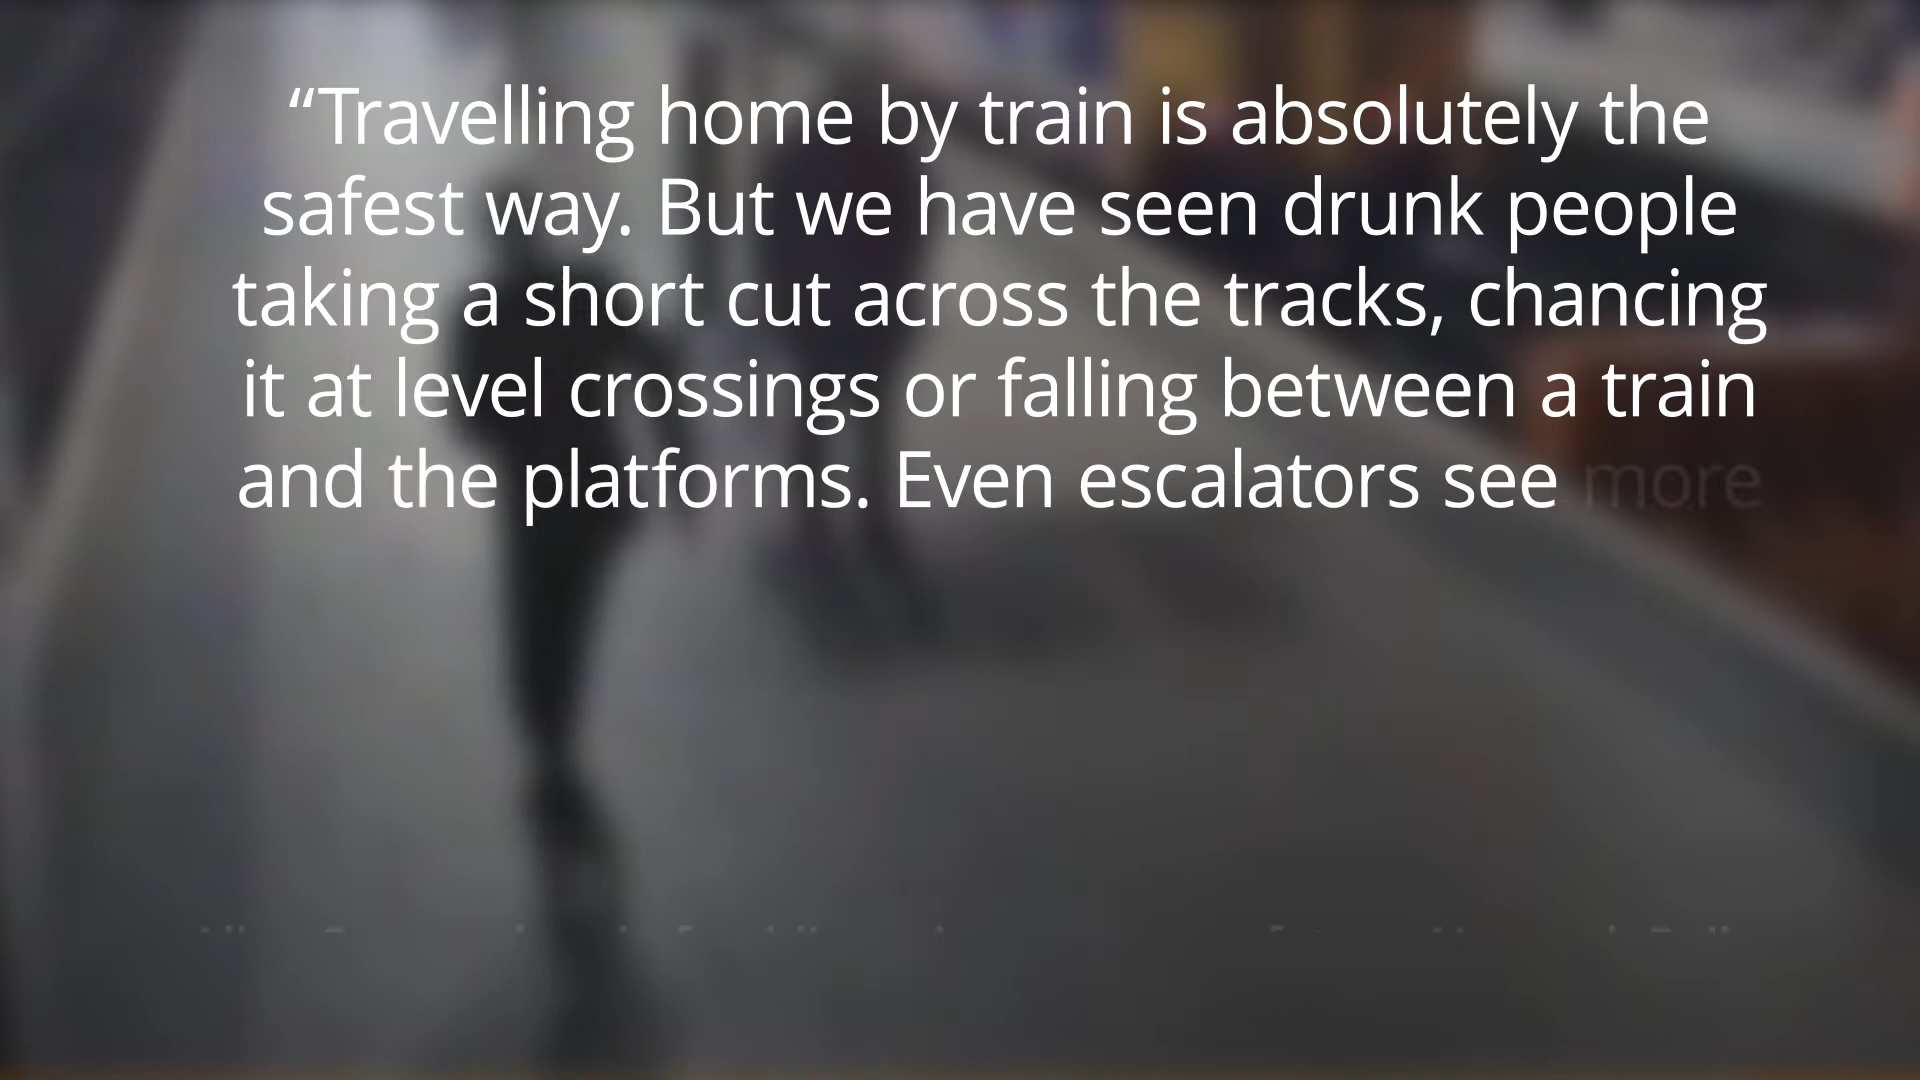 “Travelling home by train is absolutely the
safest way. But we have seen drunk people
taking a short cut across the tracks, chancing
it at level crossings or falling between a train
and the platforms. Even escalators see more